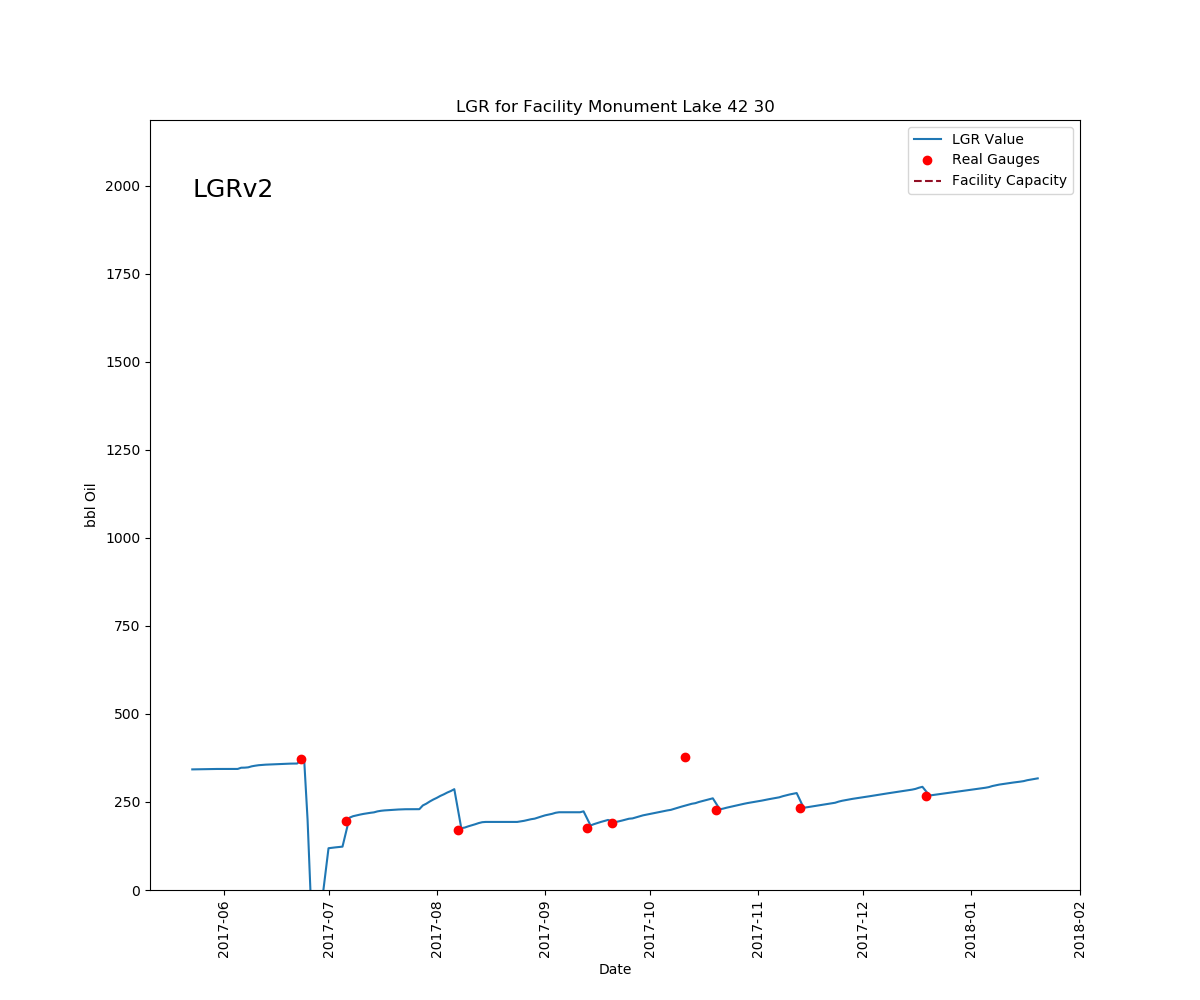 LGR for Facility Monument Lake 42 30
LGR Value
Real Gauges
Facility Capacity
LGRv2
2000
1750
1500
1250
1000
750
500
250
0
bbl Oil
2017-06
2017-07
2017-08
2017-09
2017-10
2017-11
2017-12
2018-01
2018-02
Date